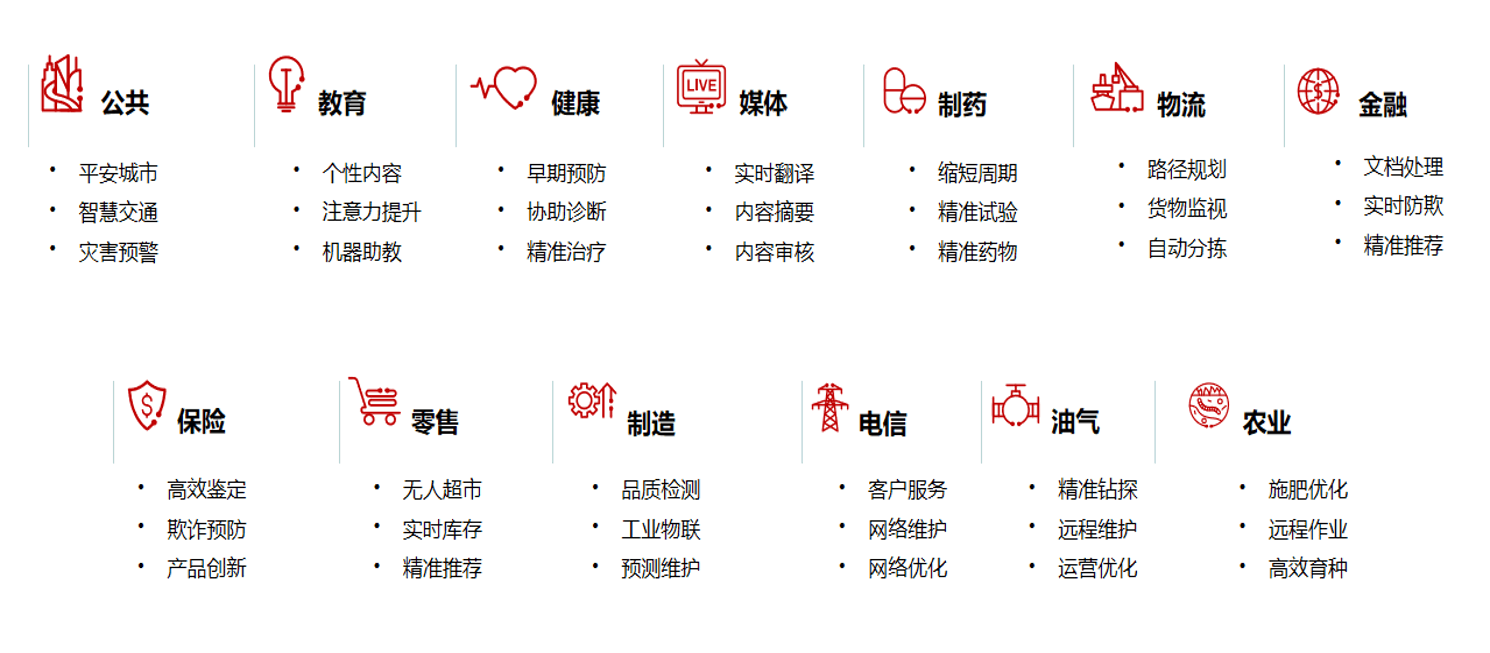 公共
平安城市
智慧交通
灾害预警
教育
个性内容
注意力提升
机器助教
健康
早期预防
协助诊断
精准治疗
LIVE
媒体
实时翻译
内容摘要
内容审核
制药
缩短周期
精准试验
精准药物
物流
路径规划
货物监视
自动分拣
$
金融
文档处理
实时防欺
精准推荐
$
保险
高效鉴定
欺诈预防
产品创新
零售
无人超市
实时库存
精准推荐
制造
品质检测
工业物联
预测维护
电信
客户服务
网络维护
网络优化
油气
精准钻探
远程维护
运营优化
农业
施肥优化
远程作业
高效育种